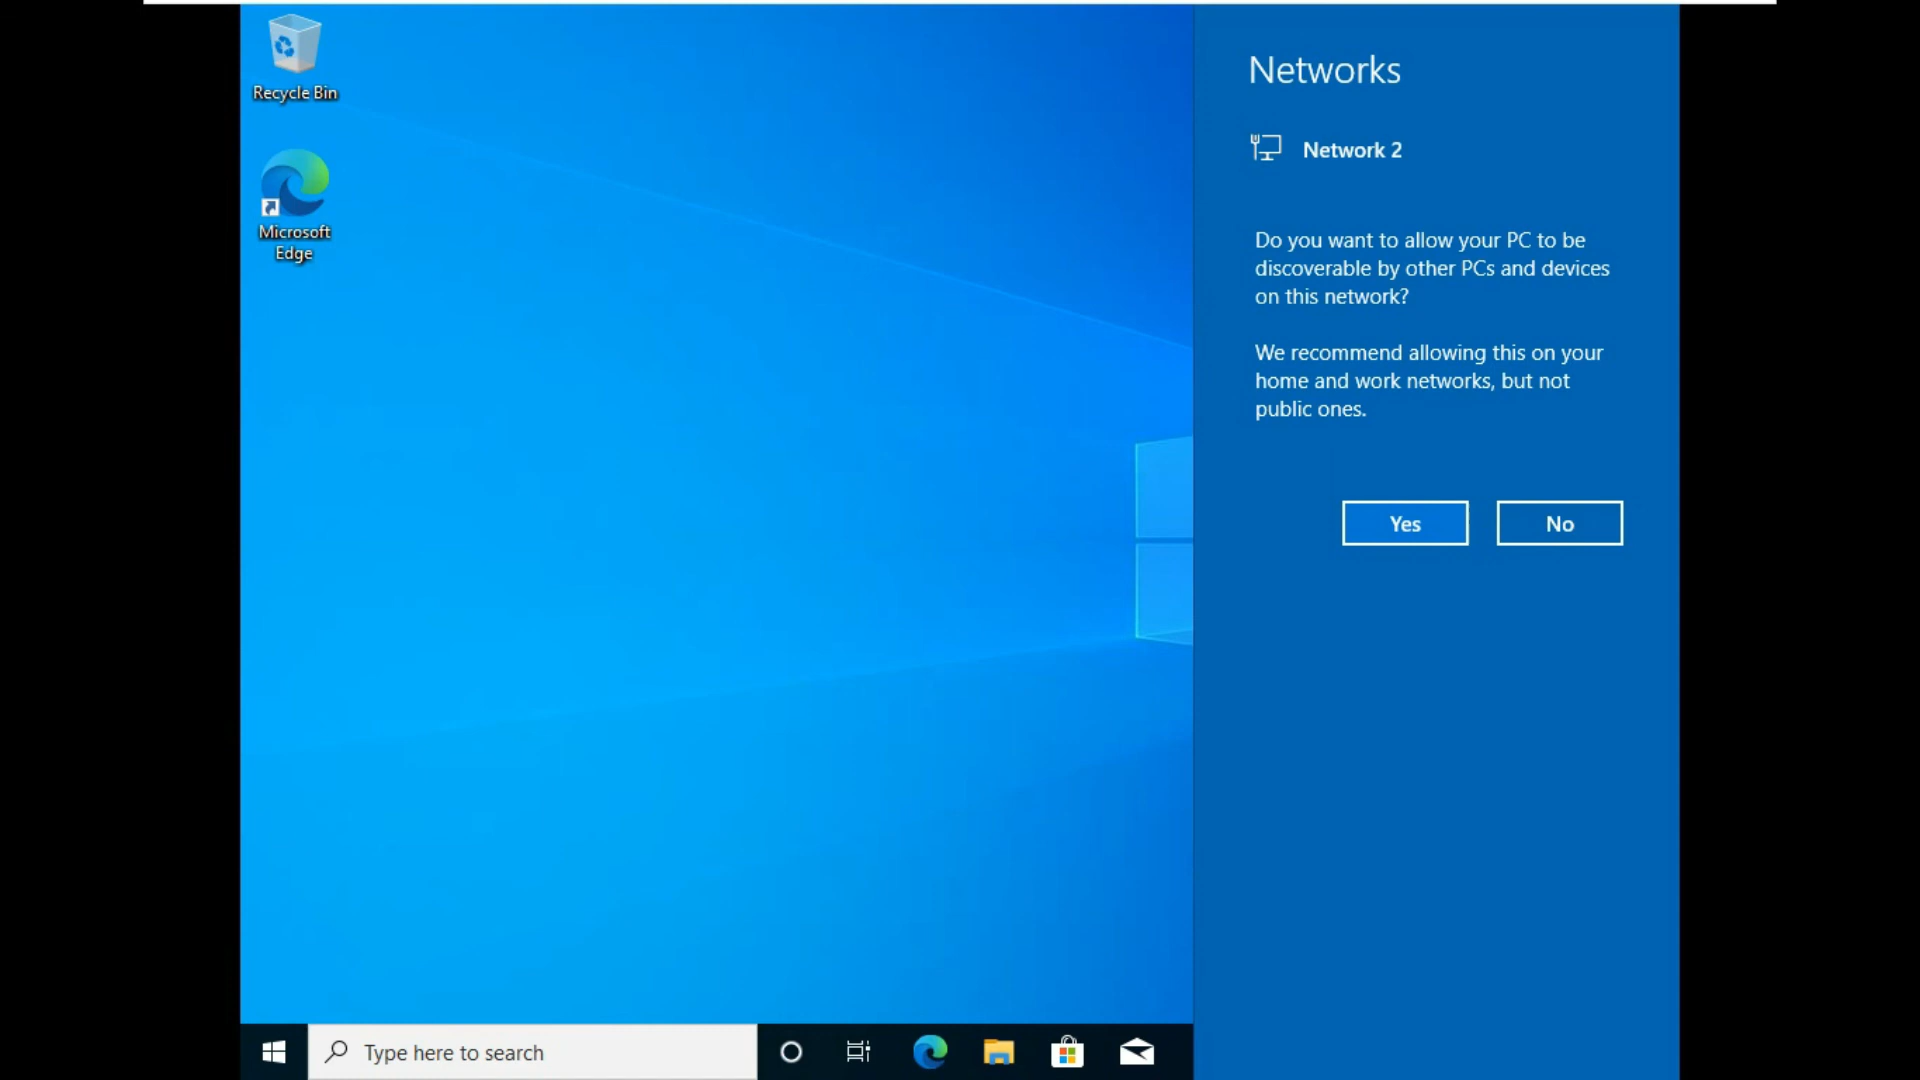 Recycle Bin
Microsoft
Edge
Networks
Network 2
Do you want to allow your PC to be
discoverable by other PCs and devices
on this network?
We recommend allowing this on your
home and work networks, but not
public ones.
Yes
No
Type here to search